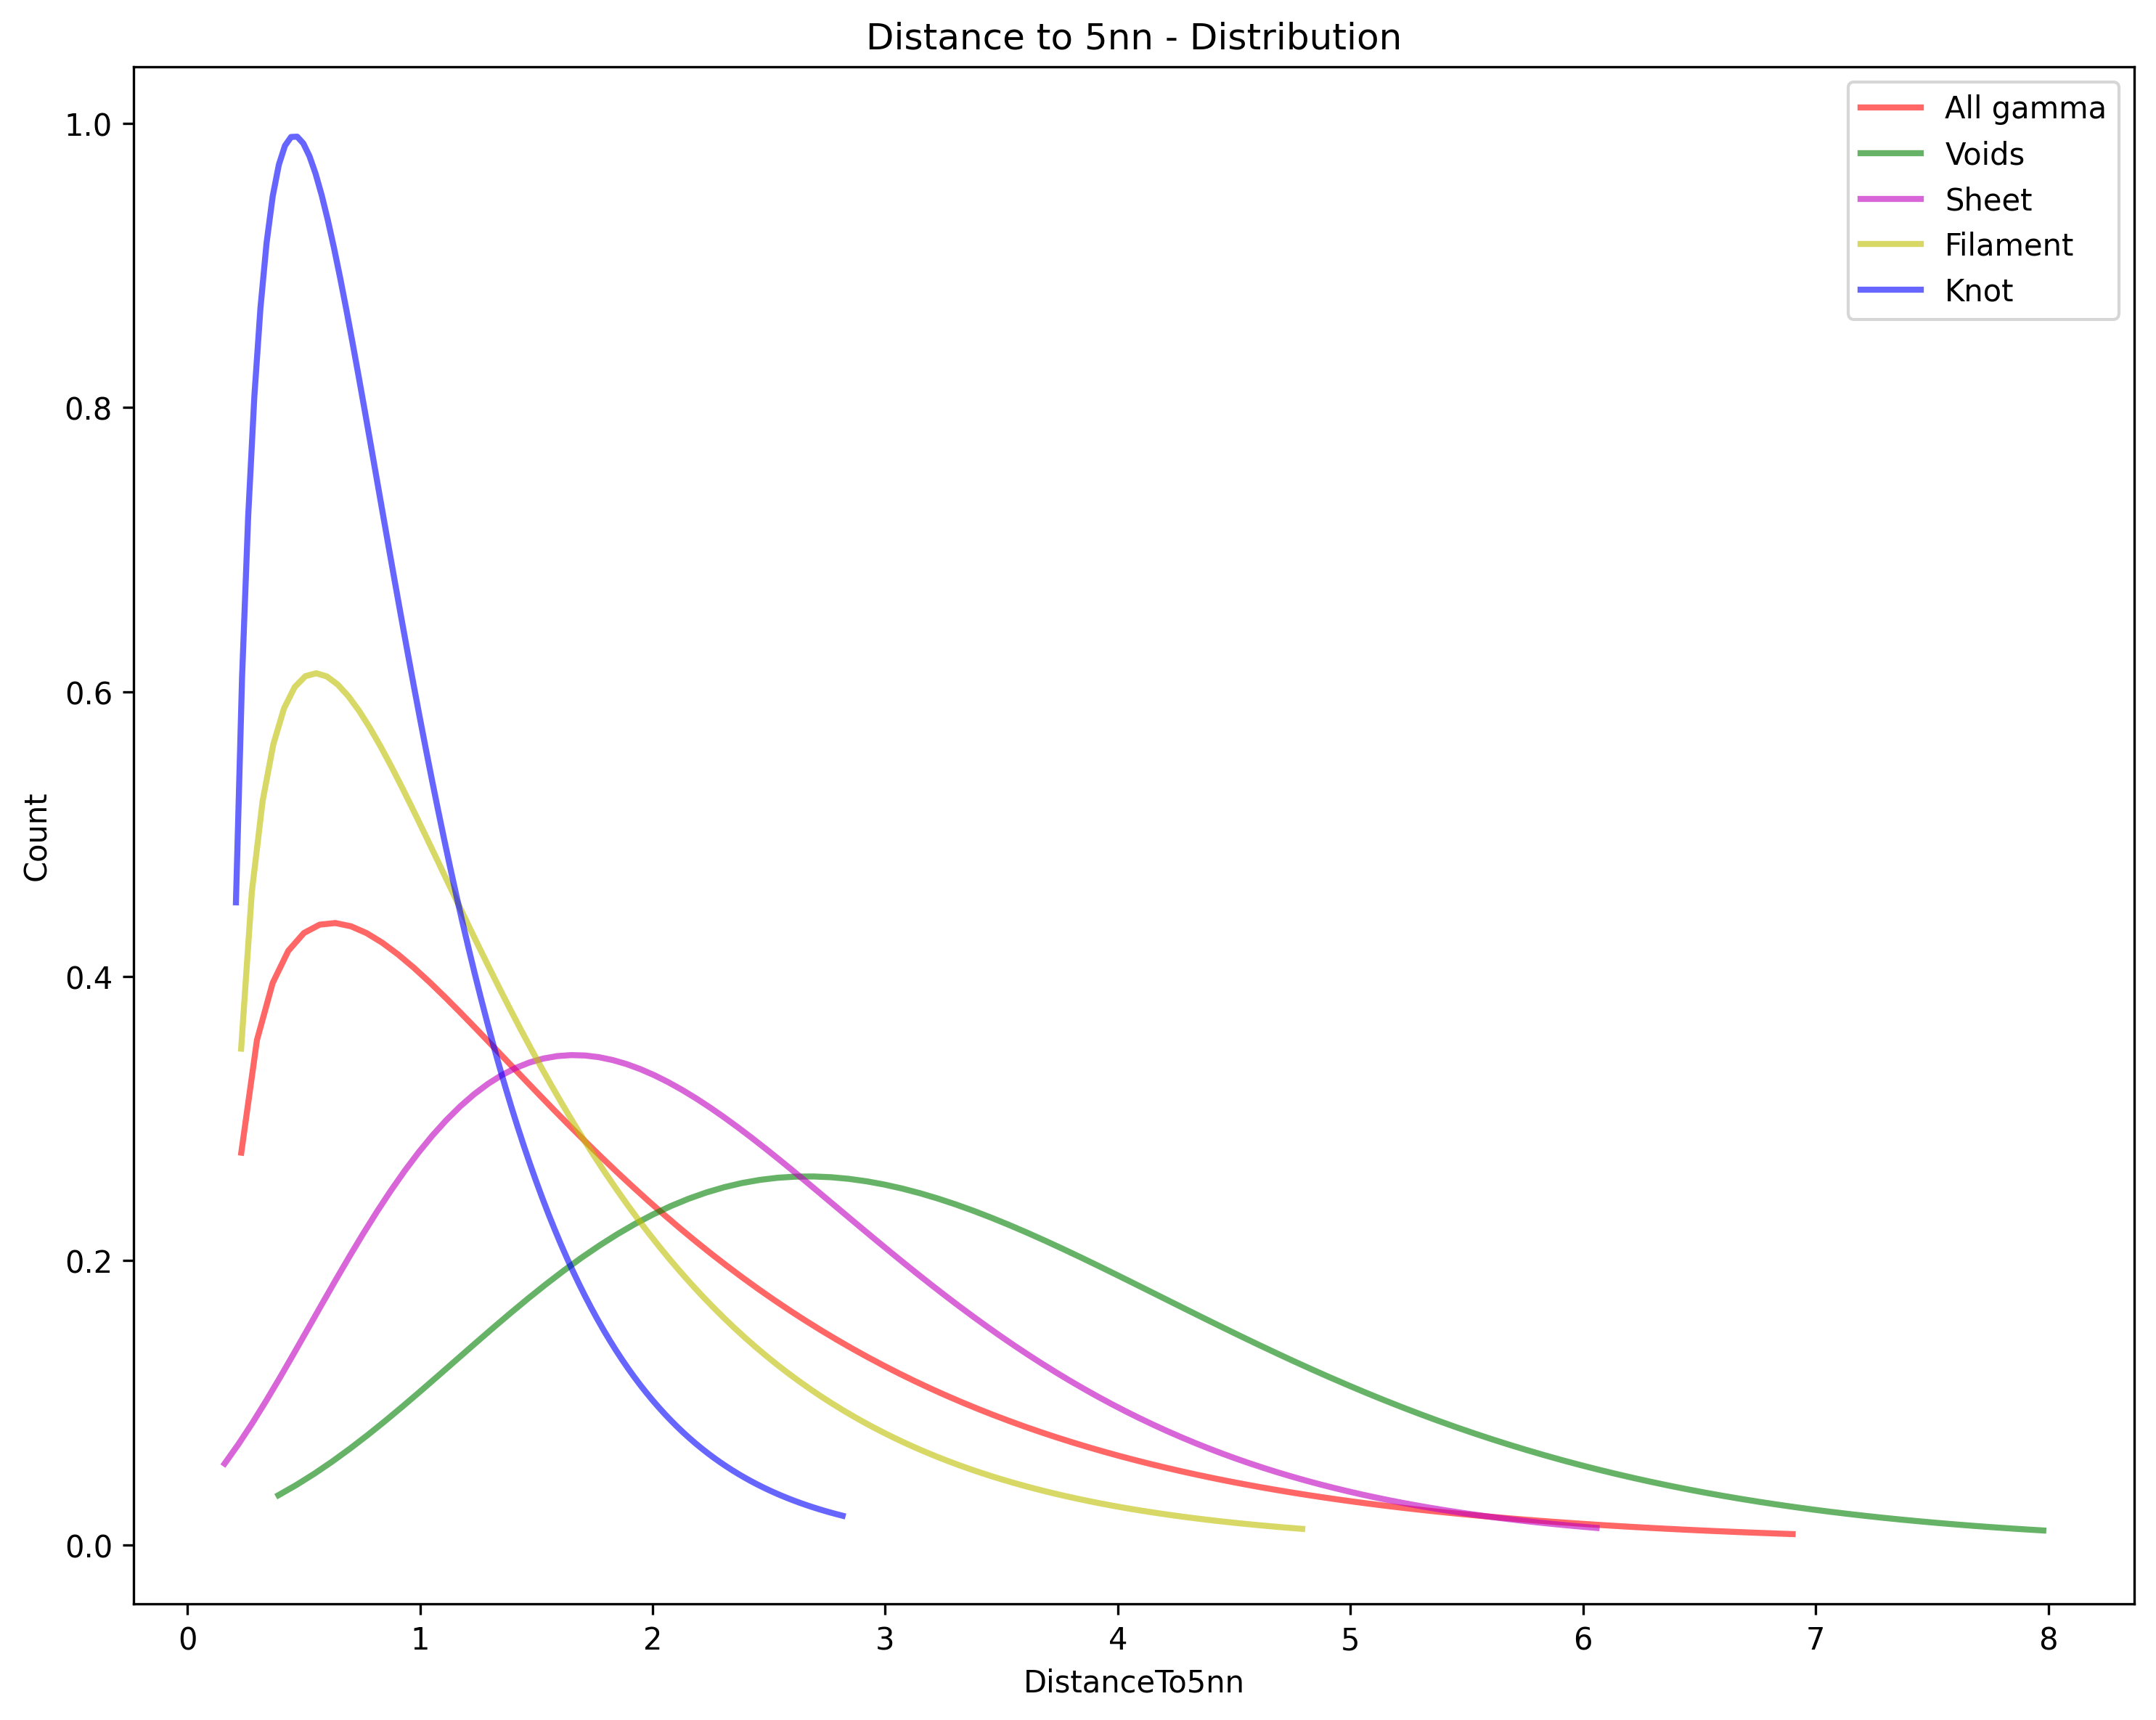 Distance to 5nn - Distribution
All gamma
Voids
Sheet
Filament
Knot
1.0
0.8
0.6
0.4
0.2
0.0
Count
0 1 2 3 4 5 6 7 8
DistanceTo5nn